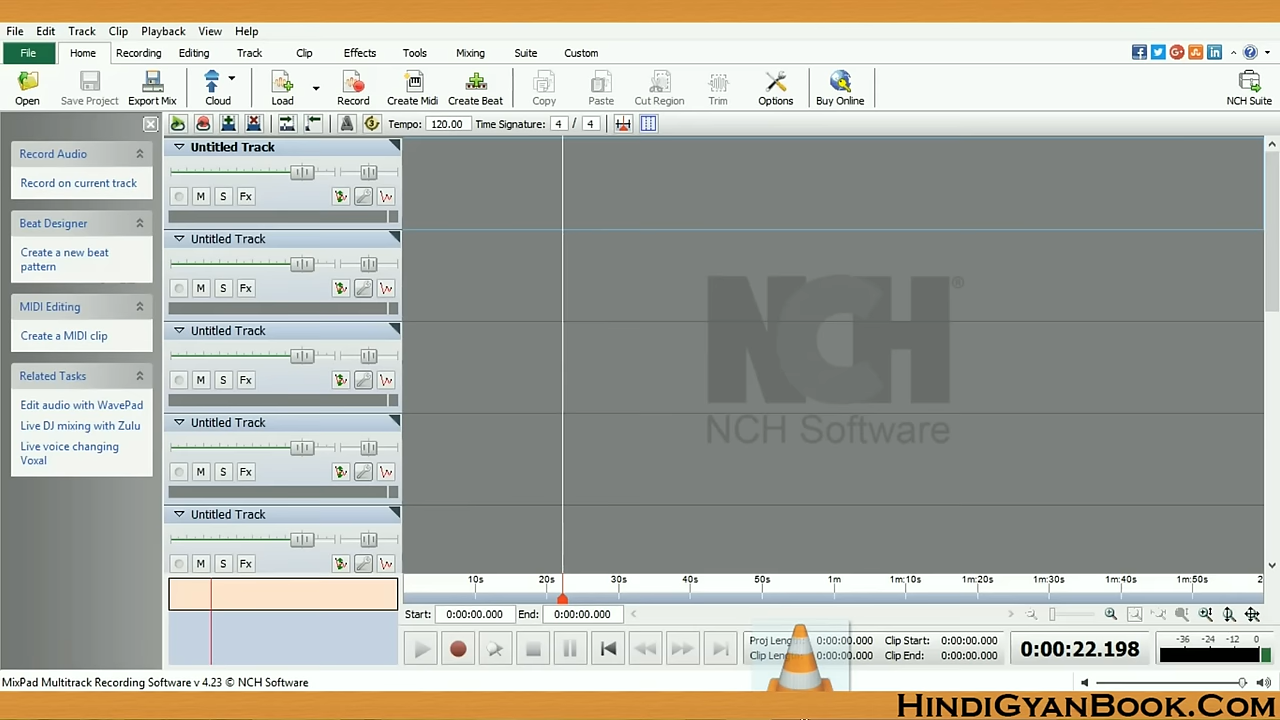 File Edit Track Clip Playback View Help
File Home Recording Editing Track Clip Effects Tools Mixing Suite Custom
Open Save Project Export Mix Cloud Load Record Create Midi Create Beat Copy Paste Cut Region Trim Options Buy Online NCH Suite
Tempo: 120.00 Time Signature: 4 / 4
Record Audio
Record on current track
Beat Designer
Create a new beat
pattern
MIDI Editing
Create a MIDI clip
Related Tasks
Edit audio with WavePad
Live DJ mixing with Zulu
Live voice changing
Voxal
Untitled Track
M S Fx
Untitled Track
M S Fx
Untitled Track
M S Fx
Untitled Track
M S Fx
Untitled Track
M S Fx
NCH®
NCH Software
10s 20s 30s 40s 50s 1m 1m:10s 1m:20s 1m:30s 1m:40s 1m:50s 2
Start: 0:00:00.000 End: 0:00:00.000
Proj Leng 0:00:00.000 Clip Start: 0:00:00.000
Clip Leng 0:00:00.000 Clip End: 0:00:00.000
0:00:22.198
-36 -24 -12 0
MixPad Multitrack Recording Software v 4.23 © NCH Software
HindiGyanBook.Com